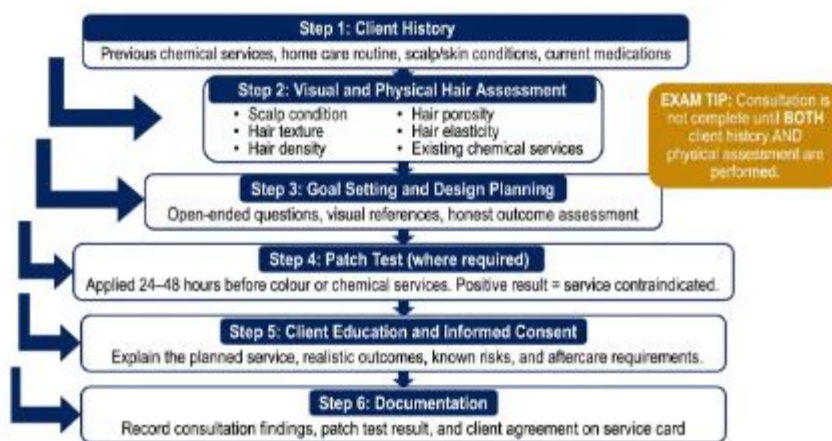 Step 1: Client History
Previous chemical services, home care routine, scalp/skin conditions, current medications
Step 2: Visual and Physical Hair Assessment
• Scalp condition
• Hair texture
• Hair density
• Hair porosity
• Hair elasticity
• Existing chemical services
EXAM TIP: Consultation is
not complete until BOTH
client history AND
physical assessment are
performed.
Step 3: Goal Setting and Design Planning
Open-ended questions, visual references, honest outcome assessment
Step 4: Patch Test (where required)
Applied 24–48 hours before colour or chemical services. Positive result = service contraindicated.
Step 5: Client Education and Informed Consent
Explain the planned service, realistic outcomes, known risks, and aftercare requirements.
Step 6: Documentation
Record consultation findings, patch test result, and client agreement on service card